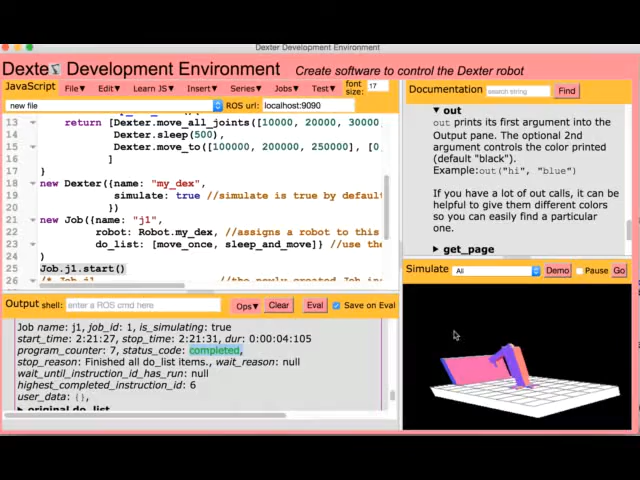 Dexter Development Environment
Dexter Development Environment Create software to control the Dexter robot
JavaScript File▼ Edit▼ Learn JS▼ Insert▼ Series▼ Jobs▼ Test▼ font size: 17
new file ROS url: localhost:9090
13 return [Dexter.move_all_joints([10000, 20000, 30000
14 Dexter.sleep(500),
15 Dexter.move_to([100000, 200000, 250000], [0,
16 ]
17 }
18 new Dexter({name: "my_dex",
19 simulate: true //simulate is true by defau
20 })
21 new Job({name: "j1",
22 robot: Robot.my_dex, //assigns a robot to this
23 do_list: [move_once, sleep_and_move]} //use the
24 )
25 Job.j1.start()
Output shell: enter a ROS cmd here? Ops▼ Clear Eval Save on Eval
Job name: j1, job_id: 1, is_simulating: true
start_time: 2:21:27, stop_time: 2:21:31, dur: 0:00:04:105
program_counter: 7, status_code: completed,
stop_reason: Finished all do_list items., wait_reason: null
wait_until_instruction_id_has_run: null
highest_completed_instruction_id: 6
user_data: {},
original do_list
Documentation search string Find
▼ out
out prints its first argument into
the Output pane. The optional 2nd
argument controls the color printed
(default "black").
Example: out("hi", "blue")
If you have a lot of out calls, it can be
helpful to give them different colors
so you can easily find a particular
one.
▶ get_page
Simulate All Demo Pause Go